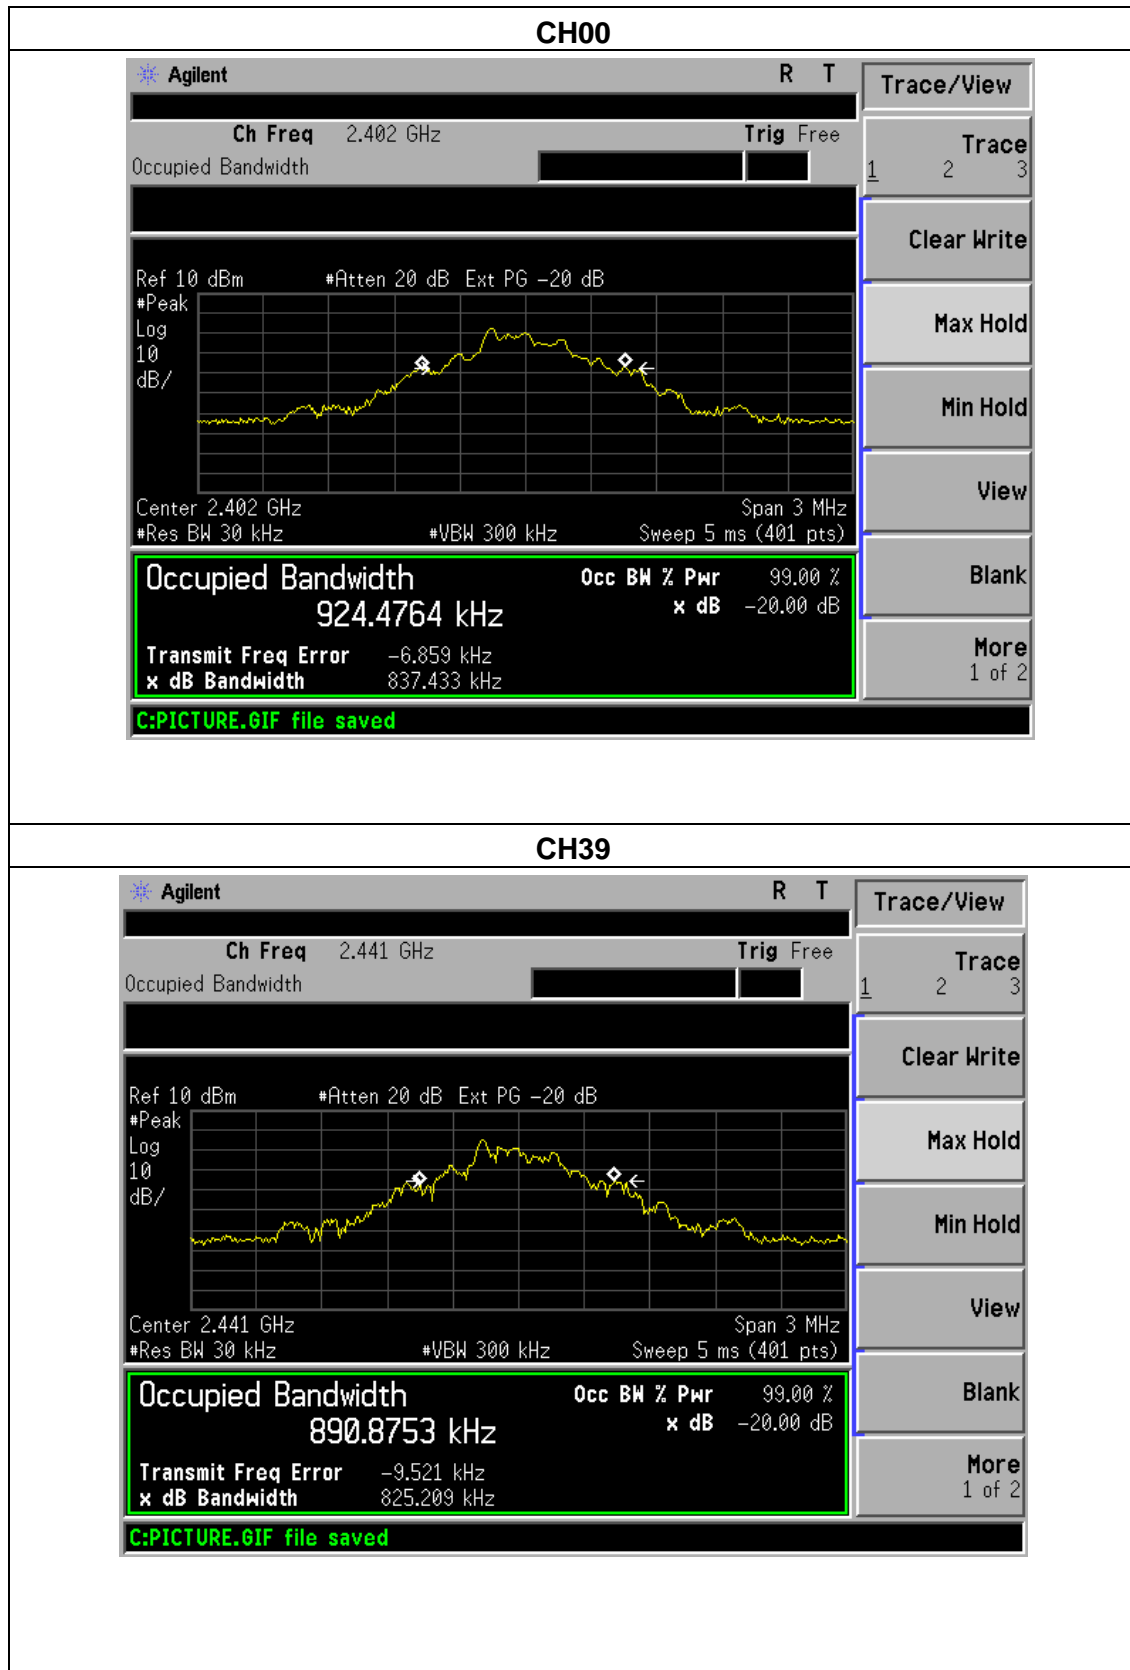 CH00
Agilent R T
Trace/View
Ch Freq 2.402 GHz Trig Free
Occupied Bandwidth
Trace
1 2 3
Clear Write
Ref 10 dBm #Atten 20 dB Ext PG -20 dB
#Peak
Log
10
dB/
Max Hold
Min Hold
View
Center 2.402 GHz Span 3 MHz
#Res BW 30 kHz #VBW 300 kHz Sweep 5 ms (401 pts)
Occupied Bandwidth Occ BW % Pwr 99.00 %
924.4764 kHz x dB -20.00 dB
Blank
Transmit Freq Error -6.859 kHz
x dB Bandwidth 837.433 kHz
More
1 of 2
C:PICTURE.GIF file saved
CH39
Agilent R T
Trace/View
Ch Freq 2.441 GHz Trig Free
Occupied Bandwidth
Trace
1 2 3
Clear Write
Ref 10 dBm #Atten 20 dB Ext PG -20 dB
#Peak
Log
10
dB/
Max Hold
Min Hold
View
Center 2.441 GHz Span 3 MHz
#Res BW 30 kHz #VBW 300 kHz Sweep 5 ms (401 pts)
Occupied Bandwidth Occ BW % Pwr 99.00 %
890.8753 kHz x dB -20.00 dB
Blank
Transmit Freq Error -9.521 kHz
x dB Bandwidth 825.209 kHz
More
1 of 2
C:PICTURE.GIF file saved